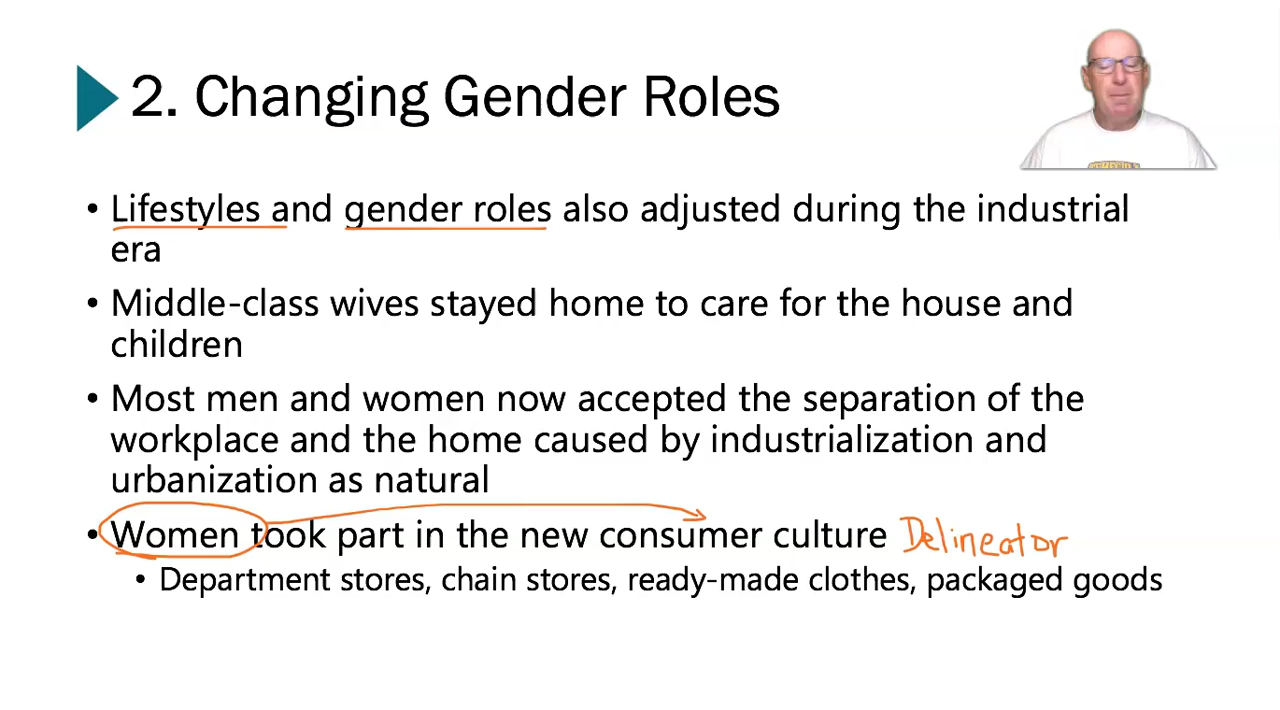 2. Changing Gender Roles
• Lifestyles and gender roles also adjusted during the industrial
era
• Middle-class wives stayed home to care for the house and
children
• Most men and women now accepted the separation of the
workplace and the home caused by industrialization and
urbanization as natural
• Women took part in the new consumer culture Delineator
• Department stores, chain stores, ready-made clothes, packaged goods